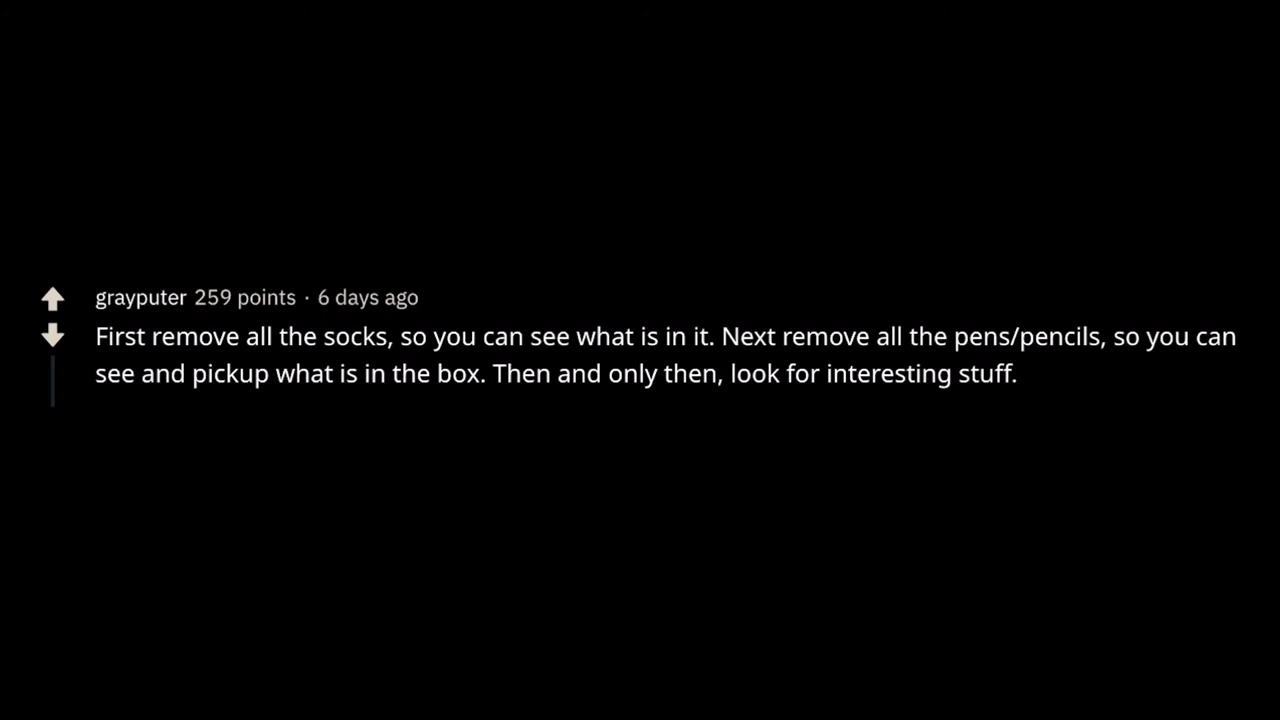 grayputer 259 points · 6 days ago
First remove all the socks, so you can see what is in it. Next remove all the pens/pencils, so you can
see and pickup what is in the box. Then and only then, look for interesting stuff.